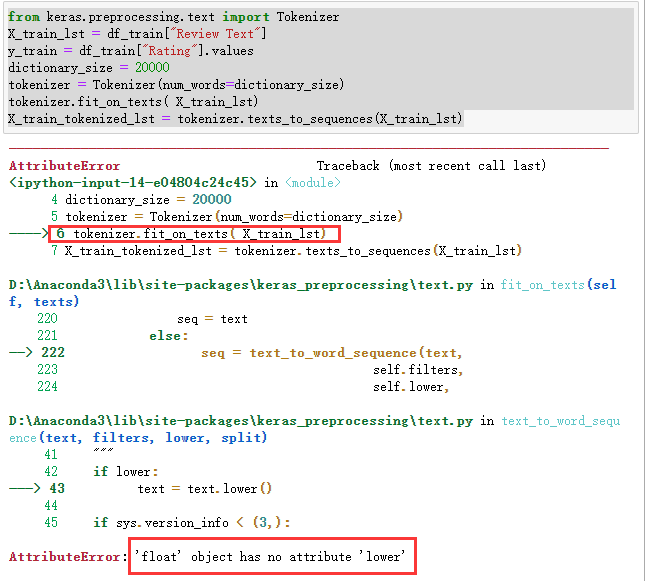 from keras.preprocessing.text import Tokenizer
X_train_lst = df_train["Review Text"]
y_train = df_train["Rating"].values
dictionary_size = 20000
tokenizer = Tokenizer(num_words=dictionary_size)
tokenizer.fit_on_texts( X_train_lst)
X_train_tokenized_lst = tokenizer.texts_to_sequences(X_train_lst)
AttributeError Traceback (most recent call last)
<ipython-input-14-e04804c24c45> in <module>
4 dictionary_size = 20000
5 tokenizer = Tokenizer(num_words=dictionary_size)
----> 6 tokenizer.fit_on_texts( X_train_lst)
7 X_train_tokenized_lst = tokenizer.texts_to_sequences(X_train_lst)
D:\Anaconda3\lib\site-packages\keras_preprocessing\text.py in fit_on_texts(sel
f, texts)
220 seq = text
221 else:
--> 222 seq = text_to_word_sequence(text,
223 self.filters,
224 self.lower,
D:\Anaconda3\lib\site-packages\keras_preprocessing\text.py in text_to_word_sequ
ence(text, filters, lower, split)
41 """
42 if lower:
---> 43 text = text.lower()
44
45 if sys.version_info < (3,):
AttributeError: 'float' object has no attribute 'lower'